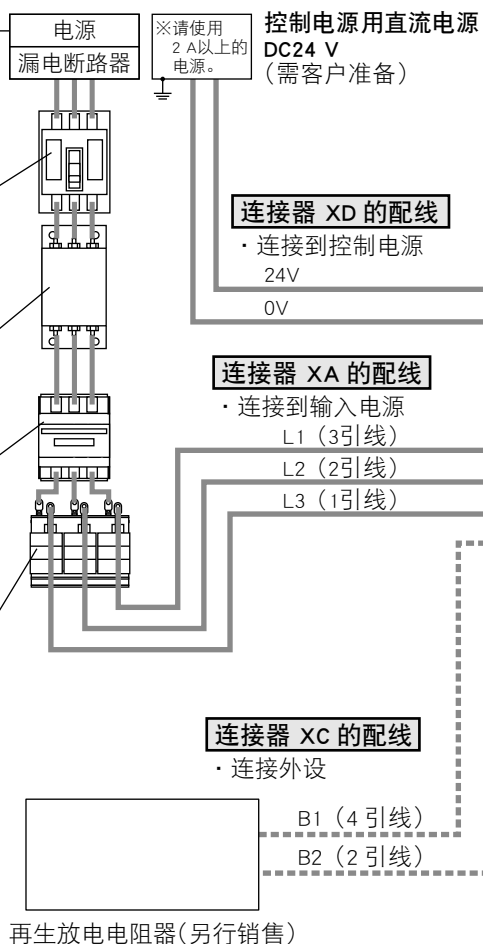 电源
漏电断路器
※请使用
2 A以上的
电源。
控制电源用直流电源
DC24 V
（需客户准备）
连接器 XD 的配线
・连接到控制电源
24V
0V
连接器 XA 的配线
・连接到输入电源
L1（3引线）
L2（2引线）
L3（1引线）
连接器 XC 的配线
・连接外设
B1（4 引线）
B2（2 引线）
再生放电电阻器(另行销售)